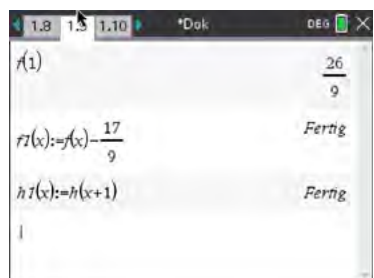 1.8 1.9 1.10 *Dok DEG
f(1) 26/9
f1(x):=f(x)-17/9 Fertig
h1(x):=h(x+1) Fertig